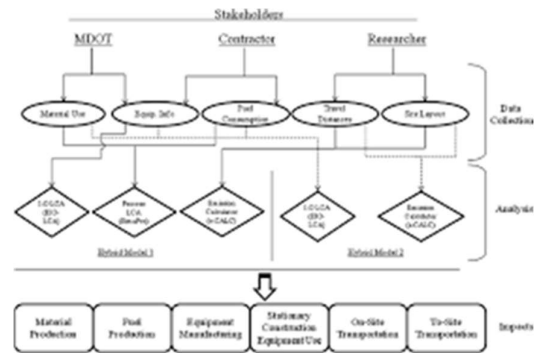 Stakeholders
MDOT
Contractor
Researcher
Material Use
Equip. Info
Fuel
Consumption
Travel
Distances
Site Layout
Data
Collection
I-O LCA
(EIO-
LCA)
Process
LCA
(SimaPro)
Emission
Calculator
(e-CALC)
I-O LCA
(EIO-
LCA)
Emission
Calculator
(e-CALC)
Analysis
Hybrid Model 1
Hybrid Model 2
Material
Production
Fuel
Production
Equipment
Manufacturing
Stationary
Construction
Equipment Use
On-Site
Transportation
To-Site
Transportation
Impacts